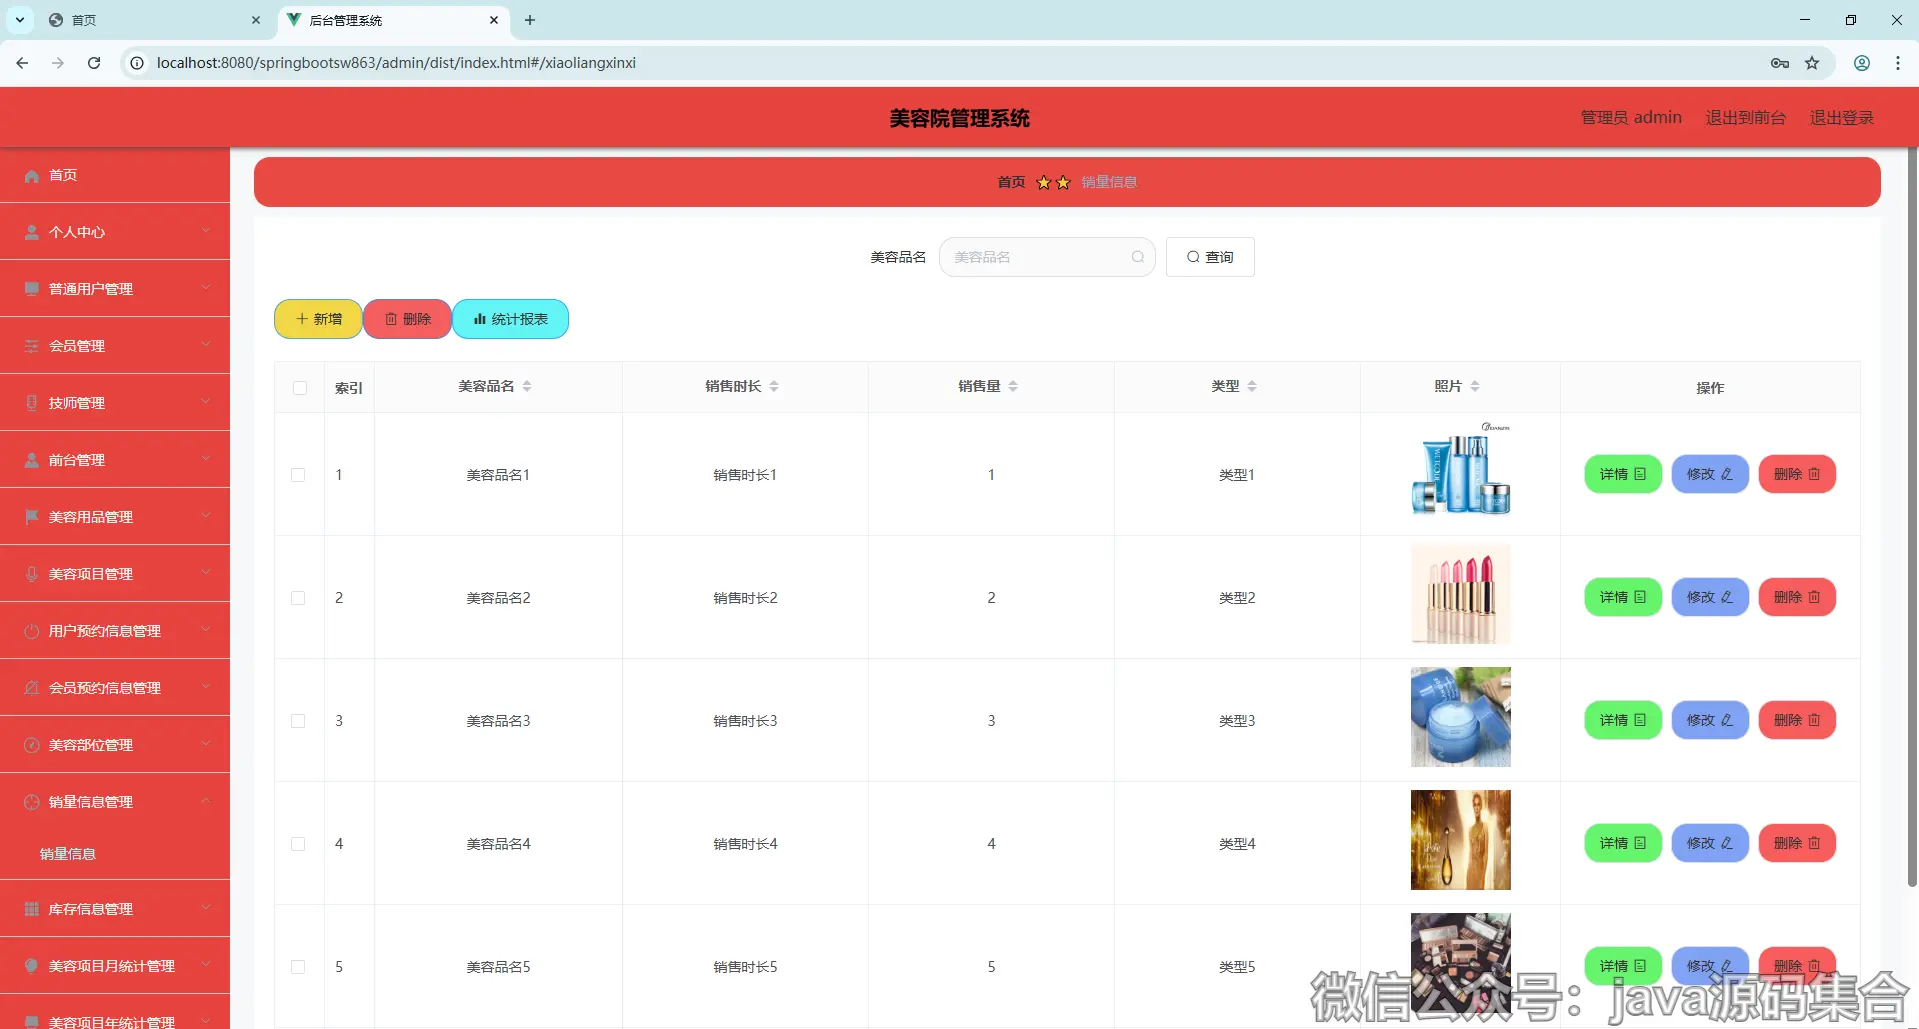 首页
后台管理系统
localhost:8080/springbootsw863/admin/dist/index.html#/xiaoliangxinxi
美容院管理系统
管理员 admin 退出到前台 退出登录
首页
个人中心
普通用户管理
会员管理
技师管理
前台管理
美容用品管理
美容项目管理
用户预约信息管理
会员预约信息管理
美容部位管理
销量信息管理
销量信息
库存信息管理
美容项目月统计管理
美容项目年统计管理
首页 销量信息
美容品名 美容品名 查询
新增 删除 统计报表
索引 美容品名 销售时长 销售量 类型 照片 操作
1 美容品名1 销售时长1 1 类型1 详情 修改 删除
2 美容品名2 销售时长2 2 类型2 详情 修改 删除
3 美容品名3 销售时长3 3 类型3 详情 修改 删除
4 美容品名4 销售时长4 4 类型4 详情 修改 删除
5 美容品名5 销售时长5 5 类型5 详情 修改 删除
微信公众号：java源码集合